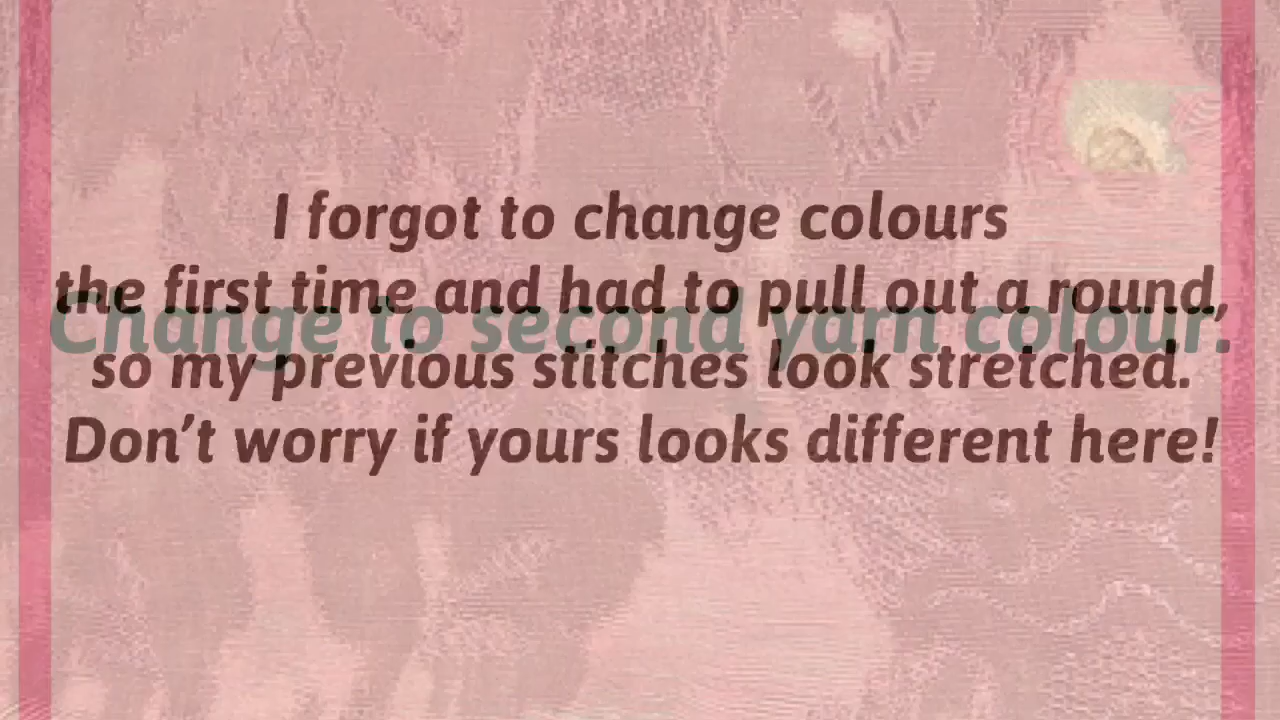 I forgot to change colours
the first time and had to pull out a round,
Change to second yarn colour.
so my previous stitches look stretched.
Don’t worry if yours looks different here!